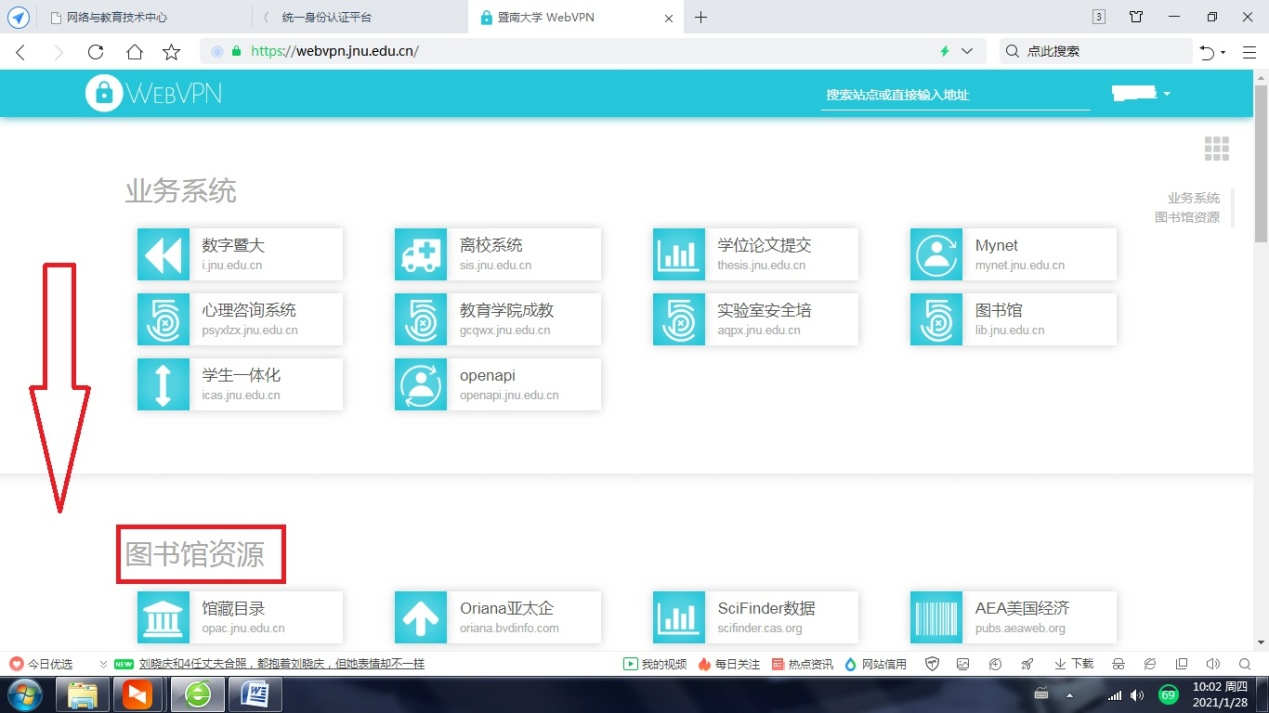 网络与教育技术中心
统一身份认证平台
暨南大学 WebVPN
3
https://webvpn.jnu.edu.cn/
点此搜索
WEBVPN
搜索站点或直接输入地址
业务系统
业务系统
图书馆资源
数字暨大
i.jnu.edu.cn
离校系统
sis.jnu.edu.cn
学位论文提交
thesis.jnu.edu.cn
Mynet
mynet.jnu.edu.cn
心理咨询系统
psyxlzx.jnu.edu.cn
教育学院成教
gcqwx.jnu.edu.cn
实验室安全培
aqpx.jnu.edu.cn
图书馆
lib.jnu.edu.cn
学生一体化
icas.jnu.edu.cn
openapi
openapi.jnu.edu.cn
图书馆资源
馆藏目录
opac.jnu.edu.cn
Oriana亚太企
oriana.bvdinfo.com
SciFinder数据
scifinder.cas.org
AEA美国经济
pubs.aeaweb.org
今日优选
NEW
刘晓庆和4任丈夫合照，都抱着刘晓庆，但她表情却不一样
我的视频
每日关注
热点资讯
网站信用
下载
69
10:02 周四
2021/1/28